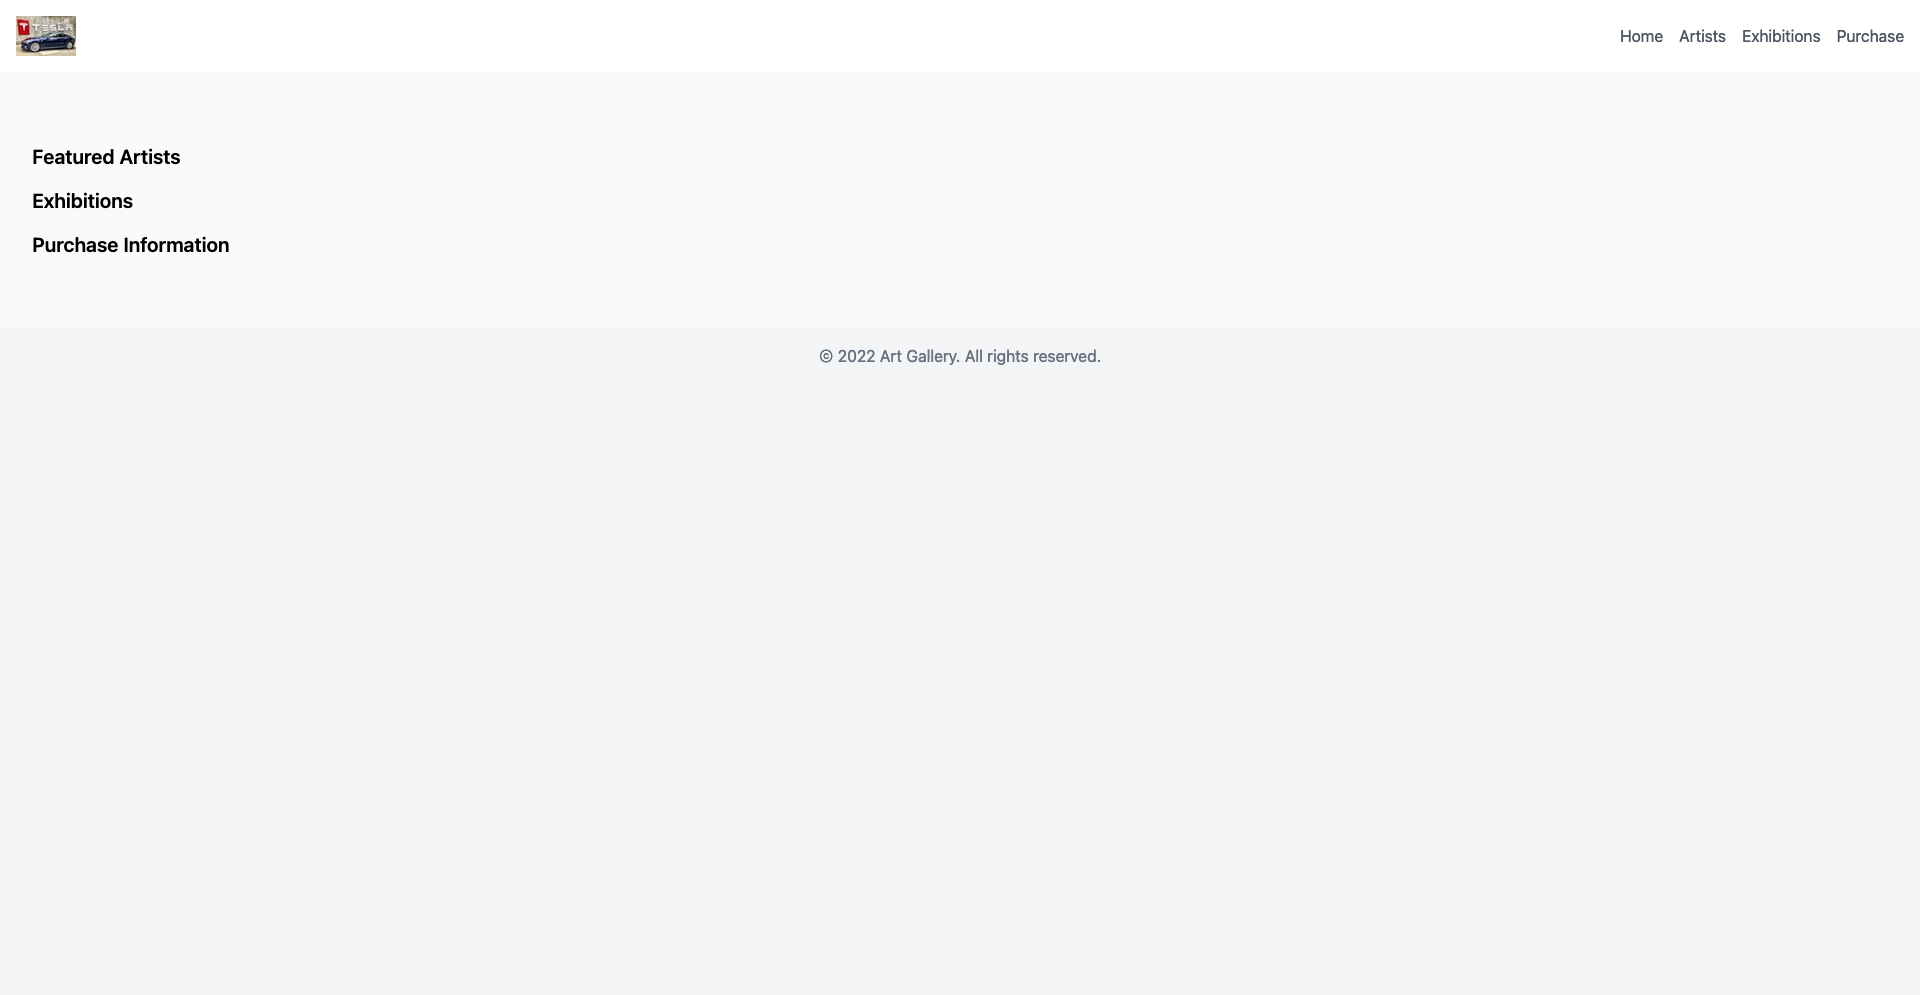 TESLA
Home Artists Exhibitions Purchase
Featured Artists
Exhibitions
Purchase Information
© 2022 Art Gallery. All rights reserved.